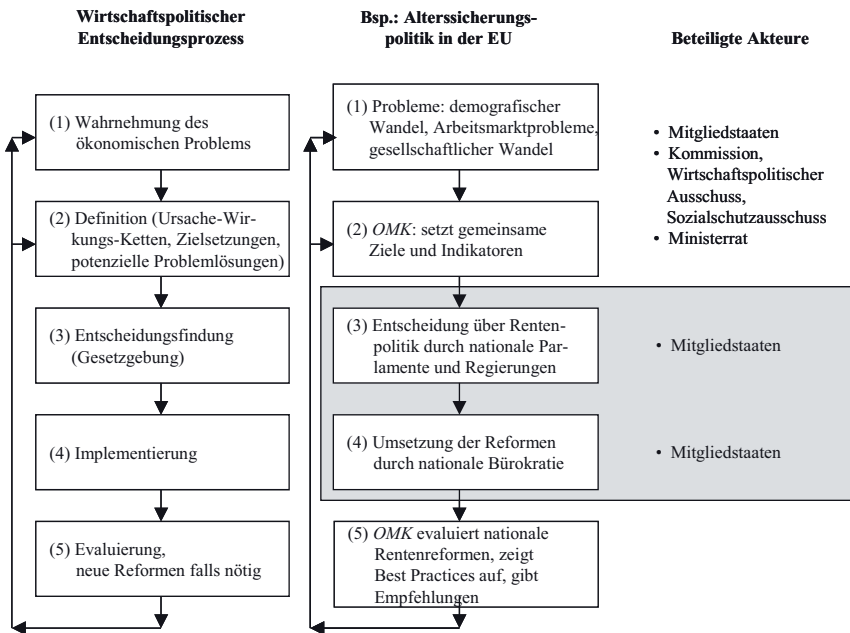 Wirtschaftspolitischer
Entscheidungsprozess
(1) Wahrnehmung des
ökonomischen Problems
(2) Definition (Ursache-Wir-
kungs-Ketten, Zielsetzungen,
potenzielle Problemlösungen)
(3) Entscheidungsfindung
(Gesetzgebung)
(4) Implementierung
(5) Evaluierung,
neue Reformen falls nötig
Bsp.: Alterssicherungs-
politik in der EU
(1) Probleme: demografischer
Wandel, Arbeitsmarktprobleme,
gesellschaftlicher Wandel
(2) OMK: setzt gemeinsame
Ziele und Indikatoren
(3) Entscheidung über Renten-
politik durch nationale Par-
lamente und Regierungen
(4) Umsetzung der Reformen
durch nationale Bürokratie
(5) OMK evaluiert nationale
Rentenreformen, zeigt
Best Practices auf, gibt
Empfehlungen
Beteiligte Akteure
• Mitgliedstaaten
• Kommission,
Wirtschaftspolitischer
Ausschuss,
Sozialschutzausschuss
• Ministerrat
• Mitgliedstaaten
• Mitgliedstaaten